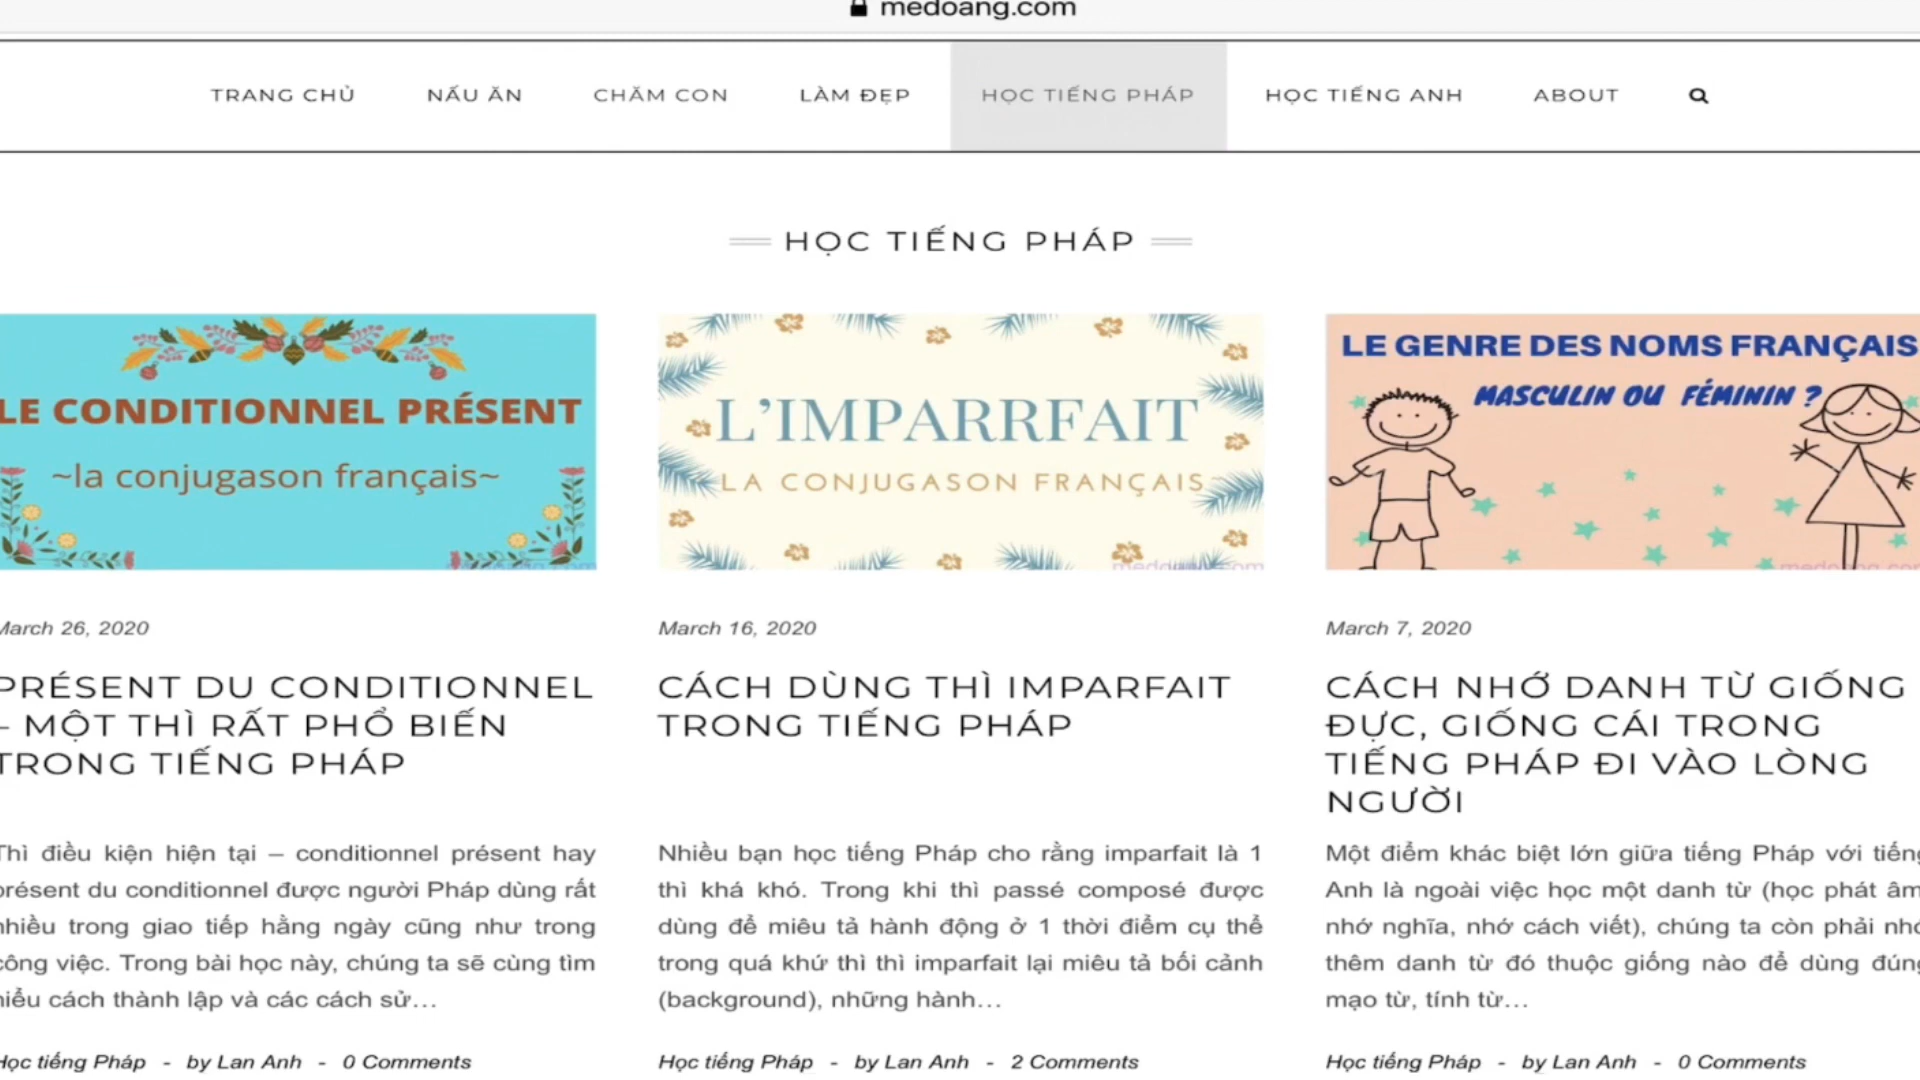 medoang.com
TRANG CHỦ NẤU ĂN CHĂM CON LÀM ĐẸP HỌC TIẾNG PHÁP HỌC TIẾNG ANH ABOUT
HỌC TIẾNG PHÁP
LE CONDITIONNEL PRÉSENT
~la conjugason français~
medoang.com
March 26, 2020
PRÉSENT DU CONDITIONNEL
– MỘT THÌ RẤT PHỔ BIẾN
TRONG TIẾNG PHÁP
Thì điều kiện hiện tại – conditionnel présent hay
présent du conditionnel được người Pháp dùng rất
nhiều trong giao tiếp hằng ngày cũng như trong
công việc. Trong bài học này, chúng ta sẽ cùng tìm
hiểu cách thành lập và các cách sử…
Học tiếng Pháp - by Lan Anh - 0 Comments
L’IMPARRFAIT
LA CONJUGASON FRANÇAIS
medoang.com
March 16, 2020
CÁCH DÙNG THÌ IMPARFAIT
TRONG TIẾNG PHÁP
Nhiều bạn học tiếng Pháp cho rằng imparfait là 1
thì khá khó. Trong khi thì passé composé được
dùng để miêu tả hành động ở 1 thời điểm cụ thể
trong quá khứ thì thì imparfait lại miêu tả bối cảnh
(background), những hành…
Học tiếng Pháp - by Lan Anh - 2 Comments
LE GENRE DES NOMS FRANÇAIS
MASCULIN OU FÉMININ ?
medoang.com
March 7, 2020
CÁCH NHỚ DANH TỪ GIỐNG
ĐỰC, GIỐNG CÁI TRONG
TIẾNG PHÁP ĐI VÀO LÒNG
NGƯỜI
Một điểm khác biệt lớn giữa tiếng Pháp với tiếng
Anh là ngoài việc học một danh từ (học phát âm,
nhớ nghĩa, nhớ cách viết), chúng ta còn phải nhớ
thêm danh từ đó thuộc giống nào để dùng đúng
mạo từ, tính từ…
Học tiếng Pháp - by Lan Anh - 0 Comments